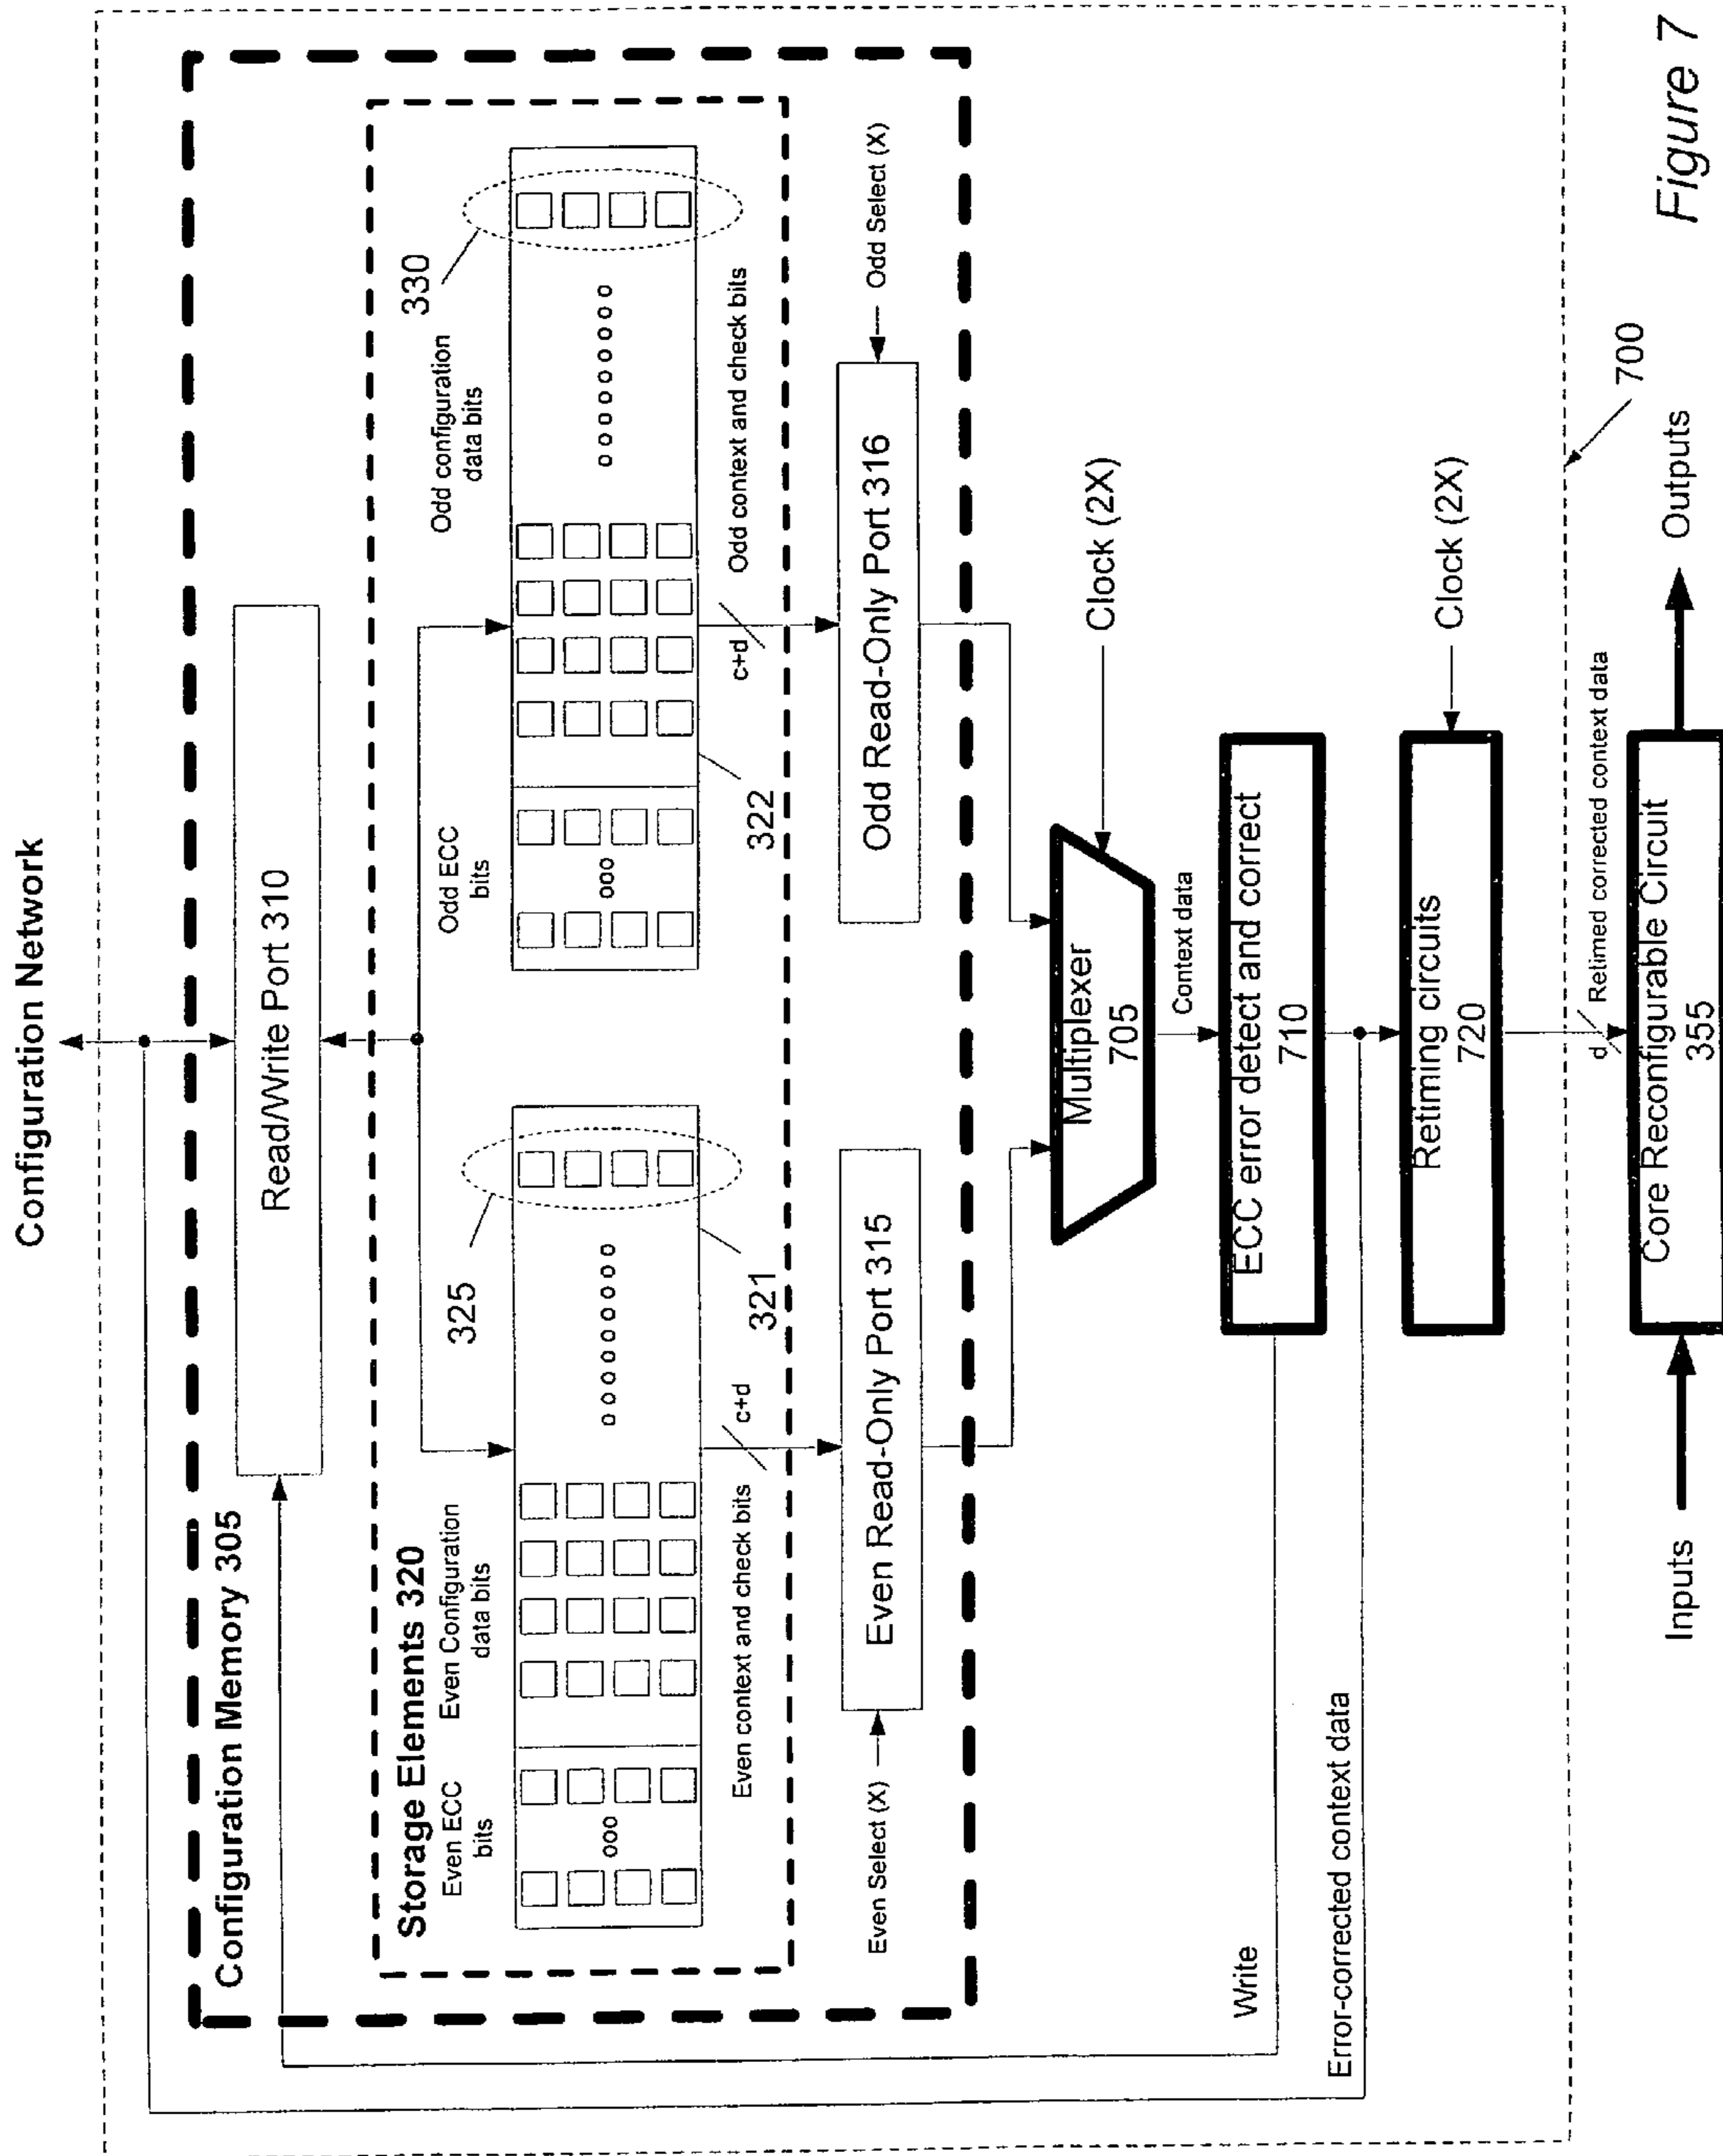 Configuration Network
Configuration Memory 305
Read/Write Port 310
Storage Elements 320
Even ECC
bits
Even Configuration
data bits
325
Odd ECC
bits
Odd configuration
data bits
330
ooo
oooooooo
ooo
oooooooo
Even context and check bits
c+d
321
c+d
322
Odd context and check bits
Even Select (X)
Even Read-Only Port 315
Odd Read-Only Port 316
Odd Select (X)
Multiplexer
705
Clock (2X)
Context data
Write
ECC error detect and correct
710
Error-corrected context data
Retiming circuits
720
Clock (2X)
d
Retimed corrected context data
700
Inputs
Core Reconfigurable Circuit
355
Outputs
Figure 7